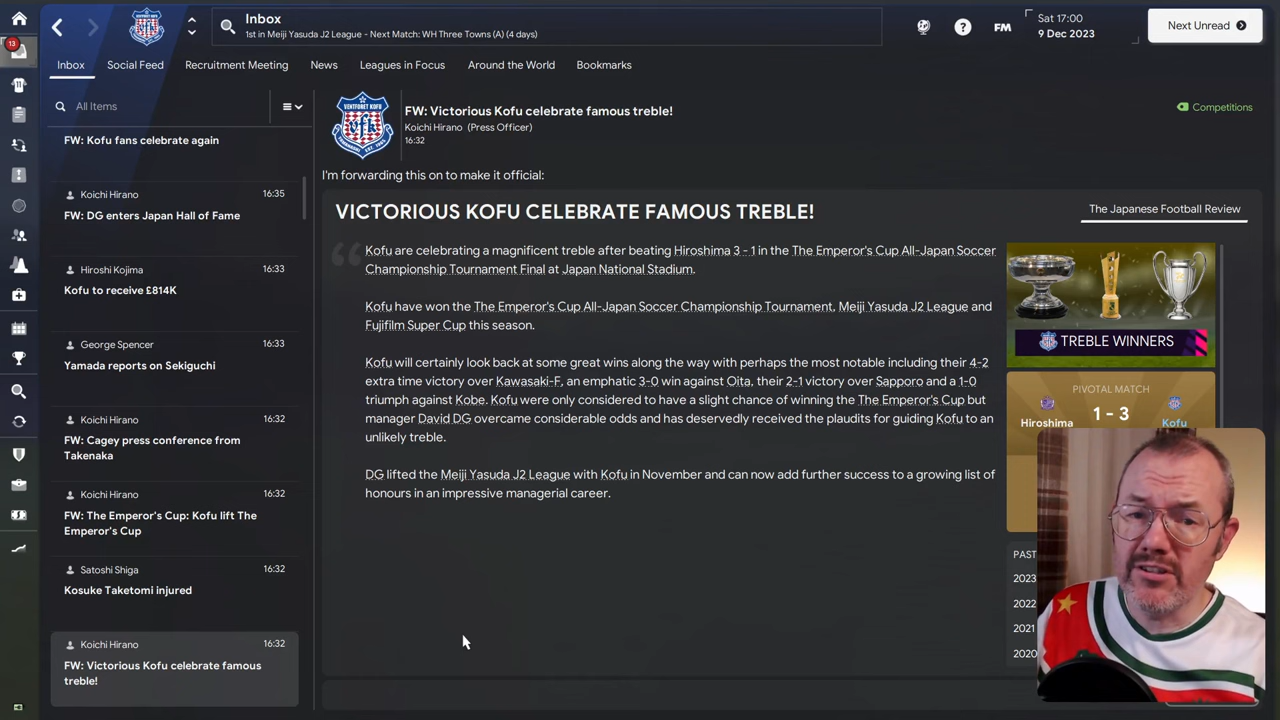 Inbox
1st in Meiji Yasuda J2 League - Next Match: WH Three Towns (A) (4 days)
FM
Sat 17:00
9 Dec 2023
Next Unread
13
11
Inbox
Social Feed
Recruitment Meeting
News
Leagues in Focus
Around the World
Bookmarks
All Items
FW: Kofu fans celebrate again
Koichi Hirano 16:35
FW: DG enters Japan Hall of Fame
Hiroshi Kojima 16:33
Kofu to receive £814K
George Spencer 16:33
Yamada reports on Sekiguchi
Koichi Hirano 16:32
FW: Cagey press conference from
Takenaka
Koichi Hirano 16:32
FW: The Emperor's Cup: Kofu lift The
Emperor's Cup
Satoshi Shiga 16:32
Kosuke Taketomi injured
Koichi Hirano 16:32
FW: Victorious Kofu celebrate famous
treble!
VENTFORET KOFU
vfk
FW: Victorious Kofu celebrate famous treble!
Koichi Hirano (Press Officer)
16:32
Competitions
I'm forwarding this on to make it official:
VICTORIOUS KOFU CELEBRATE FAMOUS TREBLE!
The Japanese Football Review
Kofu are celebrating a magnificent treble after beating Hiroshima 3 - 1 in the The Emperor's Cup All-Japan Soccer
Championship Tournament Final at Japan National Stadium.
Kofu have won the The Emperor's Cup All-Japan Soccer Championship Tournament, Meiji Yasuda J2 League and
Fujifilm Super Cup this season.
Kofu will certainly look back at some great wins along the way with perhaps the most notable including their 4-2
extra time victory over Kawasaki-F, an emphatic 3-0 win against Oita, their 2-1 victory over Sapporo and a 1-0
triumph against Kobe. Kofu were only considered to have a slight chance of winning the The Emperor's Cup but
manager David DG overcame considerable odds and has deservedly received the plaudits for guiding Kofu to an
unlikely treble.
DG lifted the Meiji Yasuda J2 League with Kofu in November and can now add further success to a growing list of
honours in an impressive managerial career.
TREBLE WINNERS
PIVOTAL MATCH
Hiroshima 1 - 3 Kofu
PAST
2023
2022
2021
2020